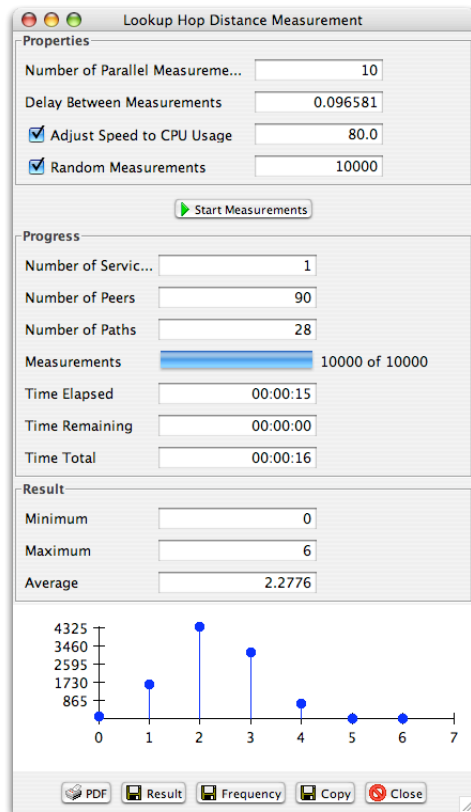 Lookup Hop Distance Measurement
Properties
Number of Parallel Measureme... 10
Delay Between Measurements 0.096581
Adjust Speed to CPU Usage 80.0
Random Measurements 10000
Start Measurements
Progress
Number of Servic... 1
Number of Peers 90
Number of Paths 28
Measurements 10000 of 10000
Time Elapsed 00:00:15
Time Remaining 00:00:00
Time Total 00:00:16
Result
Minimum 0
Maximum 6
Average 2.2776
4325
3460
2595
1730
865
0 1 2 3 4 5 6 7
PDF Result Frequency Copy Close